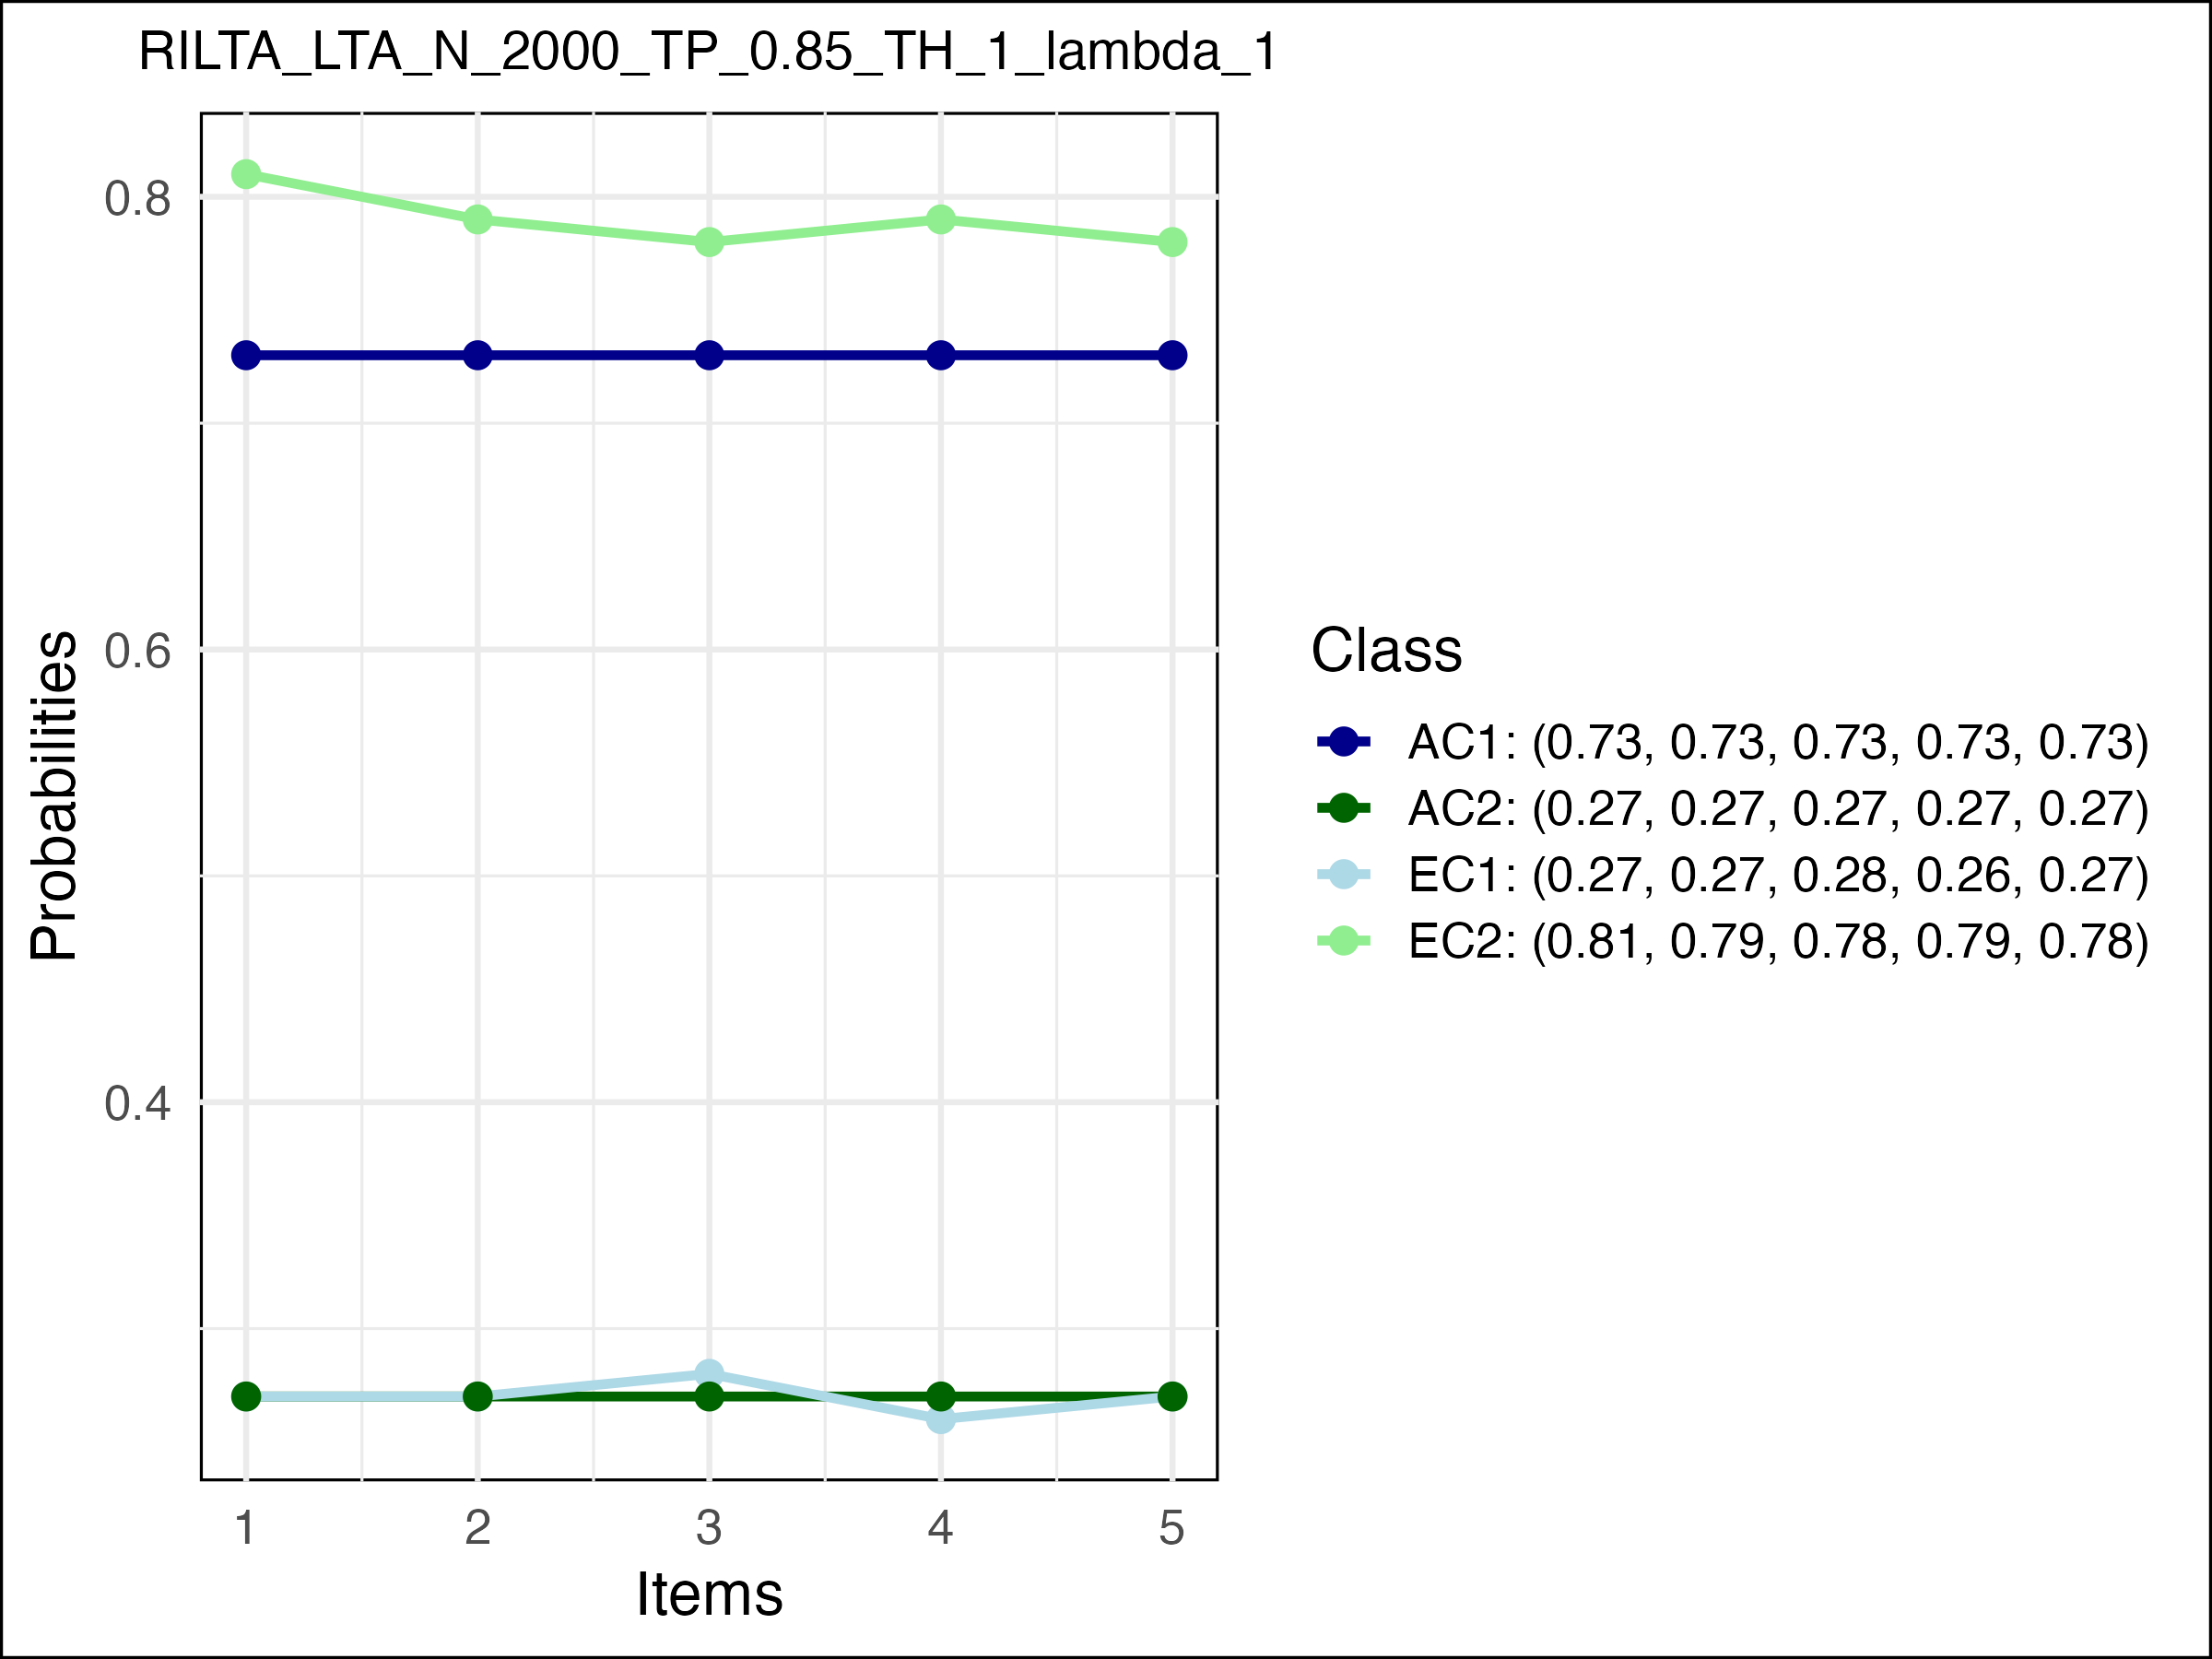 RILTA_LTA_N_2000_TP_0.85_TH_1_lambda_1
0.8
0.6
0.4
Probabilities
1 2 3 4 5
Items
Class
AC1: (0.73, 0.73, 0.73, 0.73, 0.73)
AC2: (0.27, 0.27, 0.27, 0.27, 0.27)
EC1: (0.27, 0.27, 0.28, 0.26, 0.27)
EC2: (0.81, 0.79, 0.78, 0.79, 0.78)